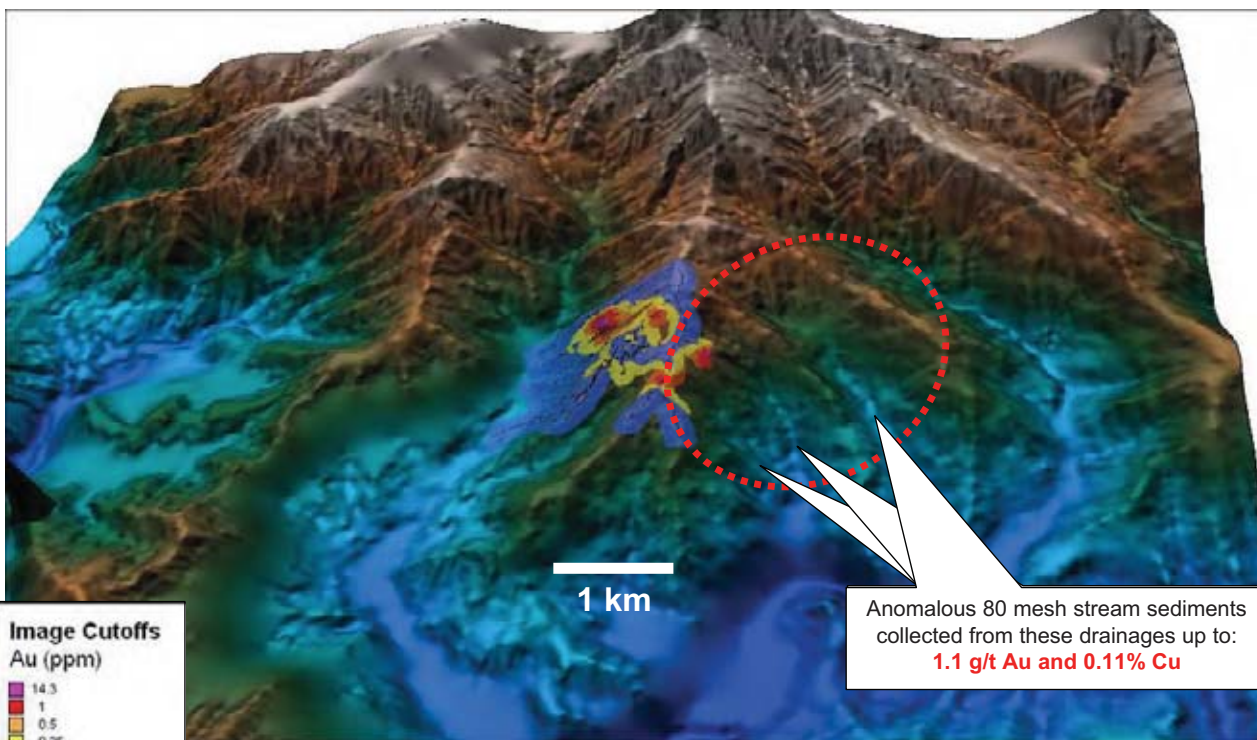 1 km
Anomalous 80 mesh stream sediments
collected from these drainages up to:
1.1 g/t Au and 0.11% Cu
Image Cutoffs
Au (ppm)
14.3
1
0.5